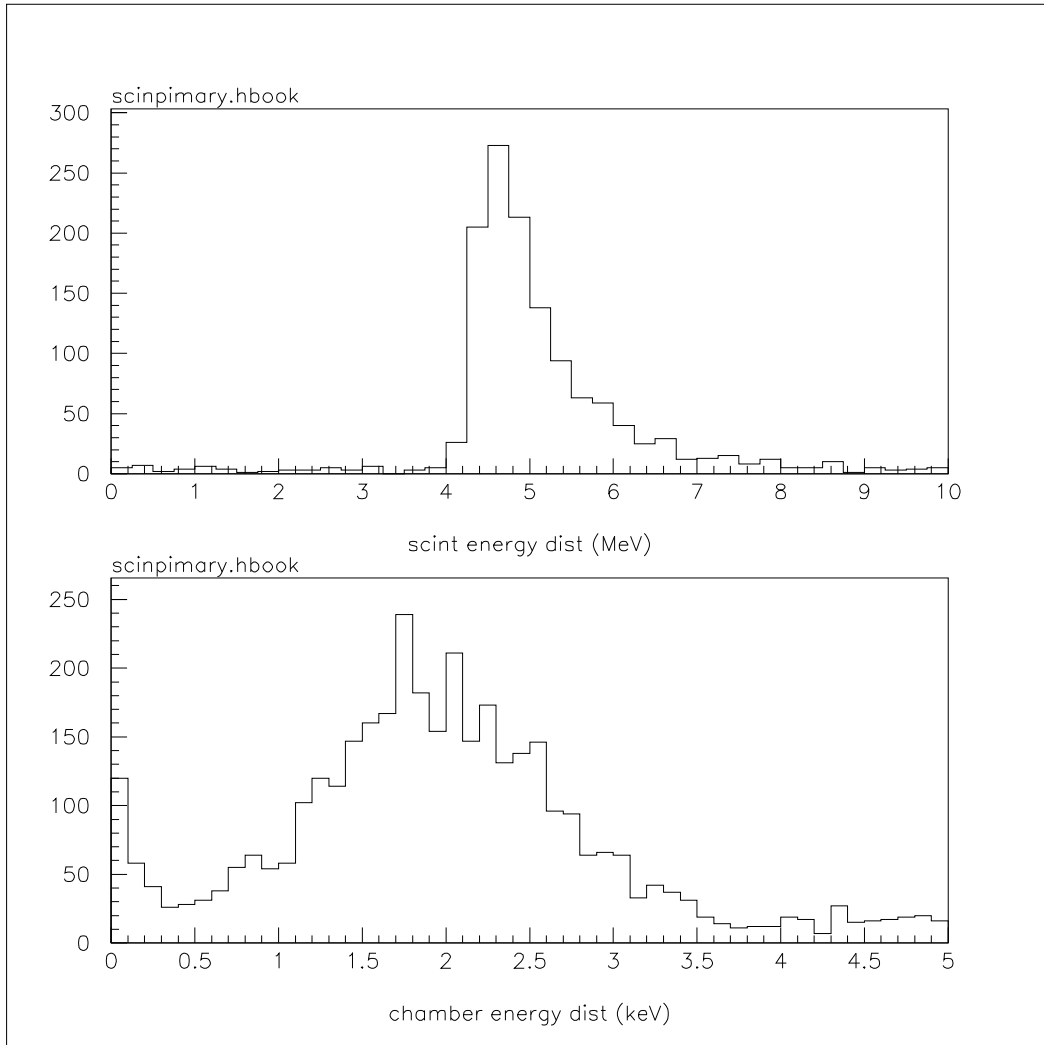 scinpimary.hbook
300
250
200
150
100
50
0
0 1 2 3 4 5 6 7 8 9 10
scint energy dist (MeV)
scinpimary.hbook
250
200
150
100
50
0
0 0.5 1 1.5 2 2.5 3 3.5 4 4.5 5
chamber energy dist (keV)